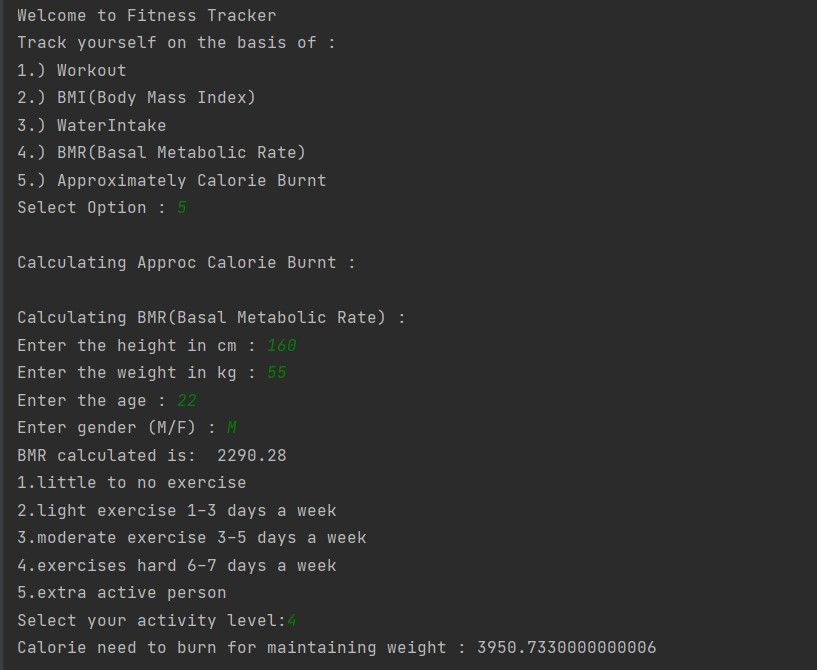 Welcome to Fitness Tracker
Track yourself on the basis of :
1.) Workout
2.) BMI(Body Mass Index)
3.) WaterIntake
4.) BMR(Basal Metabolic Rate)
5.) Approximately Calorie Burnt
Select Option : 5
Calculating Approc Calorie Burnt :
Calculating BMR(Basal Metabolic Rate) :
Enter the height in cm : 160
Enter the weight in kg : 55
Enter the age : 22
Enter gender (M/F) : M
BMR calculated is:  2290.28
1.little to no exercise
2.light exercise 1-3 days a week
3.moderate exercise 3-5 days a week
4.exercises hard 6-7 days a week
5.extra active person
Select your activity level:4
Calorie need to burn for maintaining weight : 3950.7330000000006